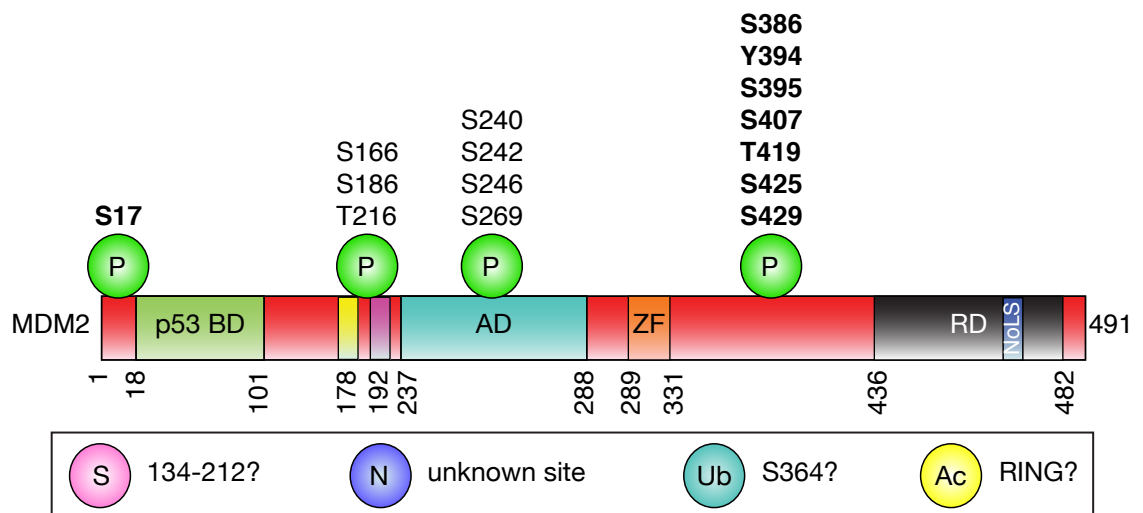 S386
Y394
S395
S407
T419
S425
S429
S240
S242
S246
S269
S166
S186
T216
S17
P
P
P
P
MDM2
p53 BD
AD
ZF
RD
NoLS
491
1
18
101
178
192
237
288
289
331
436
482
S
134-212?
N
unknown site
Ub
S364?
Ac
RING?